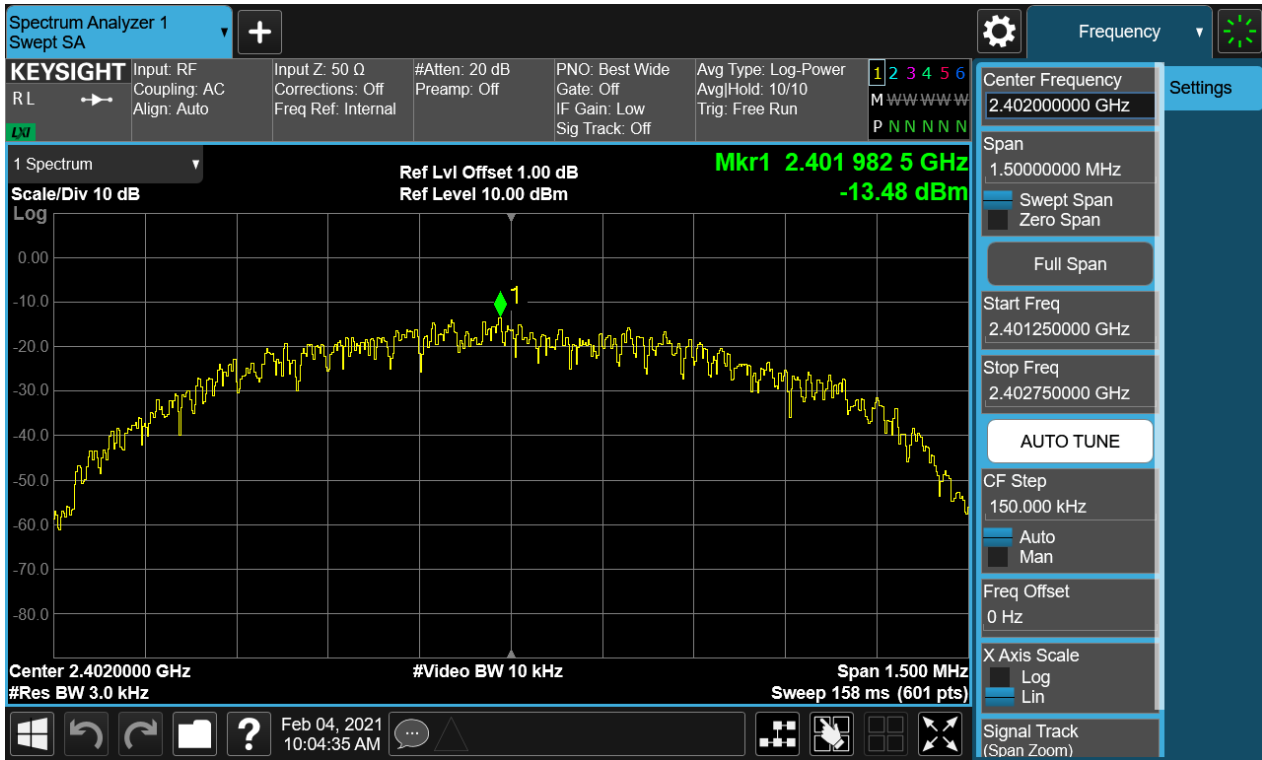 Spectrum Analyzer 1
Swept SA
+
Frequency
KEYSIGHT
R L
LXI
Input: RF
Coupling: AC
Align: Auto
Input Z: 50 Ω
Corrections: Off
Freq Ref: Internal
#Atten: 20 dB
Preamp: Off
PNO: Best Wide
Gate: Off
IF Gain: Low
Sig Track: Off
Avg Type: Log-Power
Avg|Hold: 10/10
Trig: Free Run
1 2 3 4 5 6
M W W W W W
P N N N N N
1 Spectrum
Scale/Div 10 dB
Log
Ref Lvl Offset 1.00 dB
Ref Level 10.00 dBm
Mkr1 2.401 982 5 GHz
-13.48 dBm
0.00
-10.0
-20.0
-30.0
-40.0
-50.0
-60.0
-70.0
-80.0
1
Center 2.4020000 GHz
#Video BW 10 kHz
Span 1.500 MHz
#Res BW 3.0 kHz
Sweep 158 ms (601 pts)
Center Frequency
2.402000000 GHz
Settings
Span
1.50000000 MHz
Swept Span
Zero Span
Full Span
Start Freq
2.401250000 GHz
Stop Freq
2.402750000 GHz
AUTO TUNE
CF Step
150.000 kHz
Auto
Man
Freq Offset
0 Hz
X Axis Scale
Log
Lin
Signal Track
(Span Zoom)
?
Feb 04, 2021
10:04:35 AM